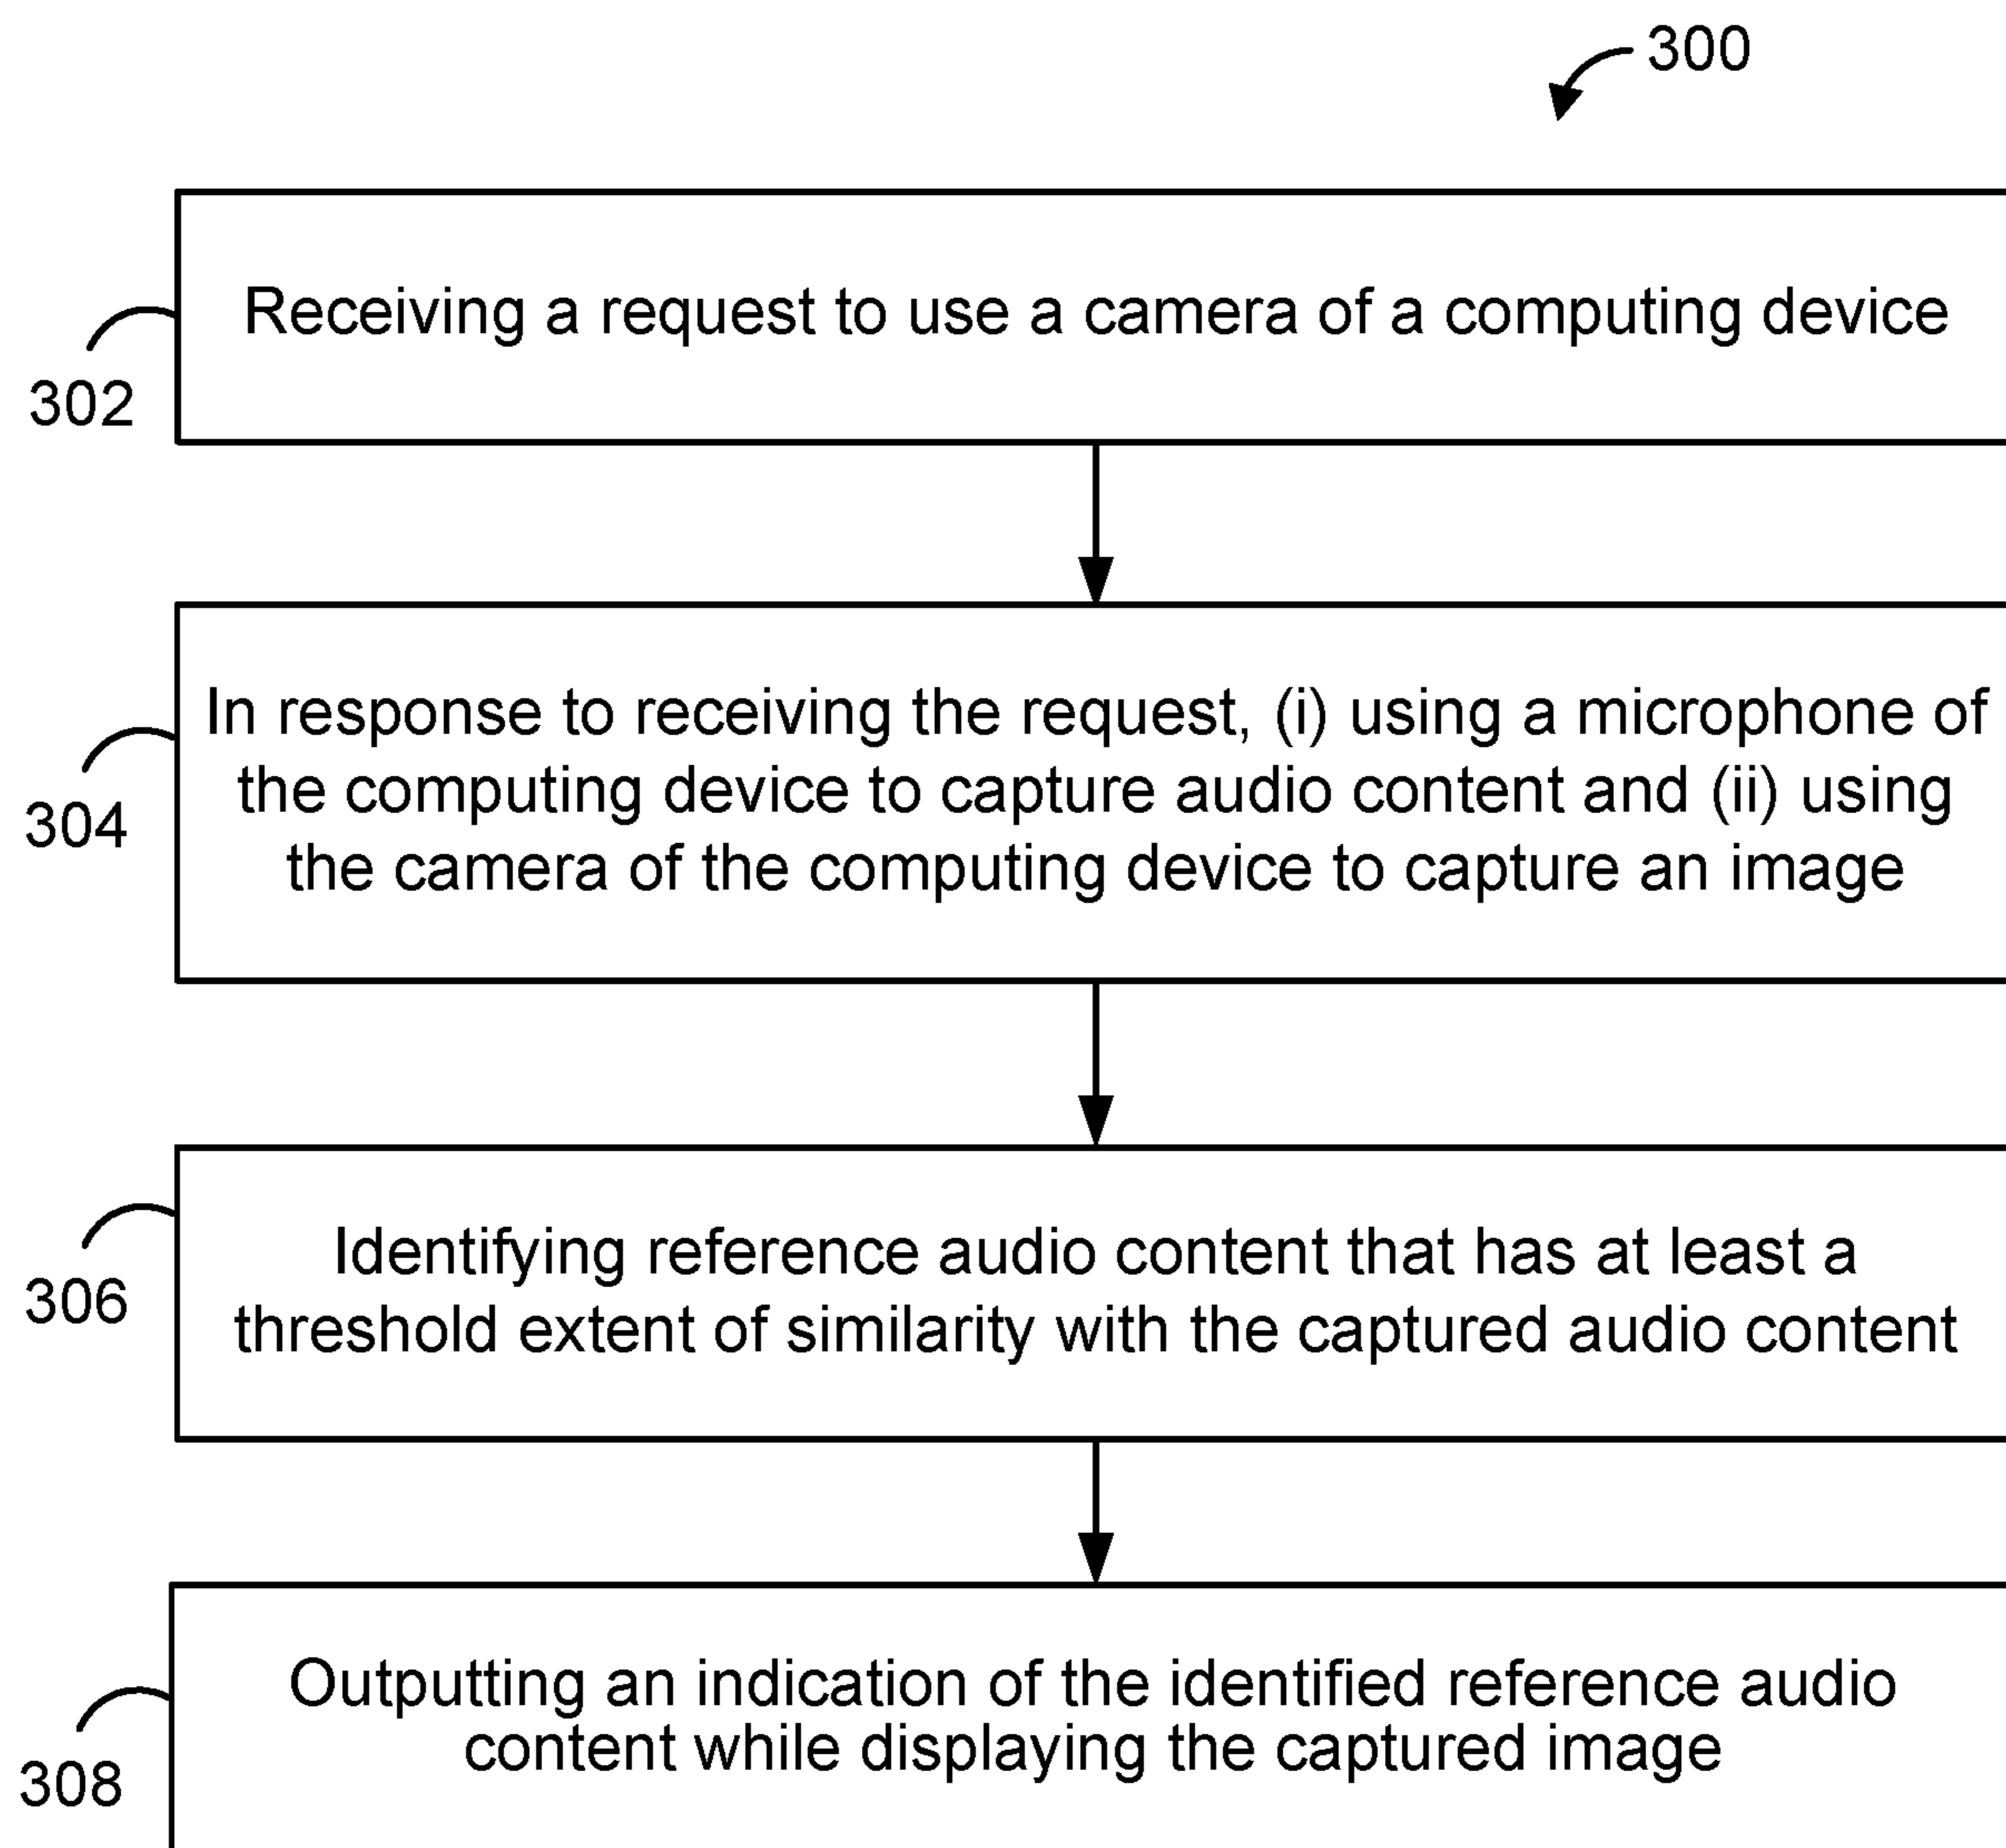 300
Receiving a request to use a camera of a computing device
302
In response to receiving the request, (i) using a microphone of
the computing device to capture audio content and (ii) using
the camera of the computing device to capture an image
304
Identifying reference audio content that has at least a
threshold extent of similarity with the captured audio content
306
Outputting an indication of the identified reference audio
content while displaying the captured image
308